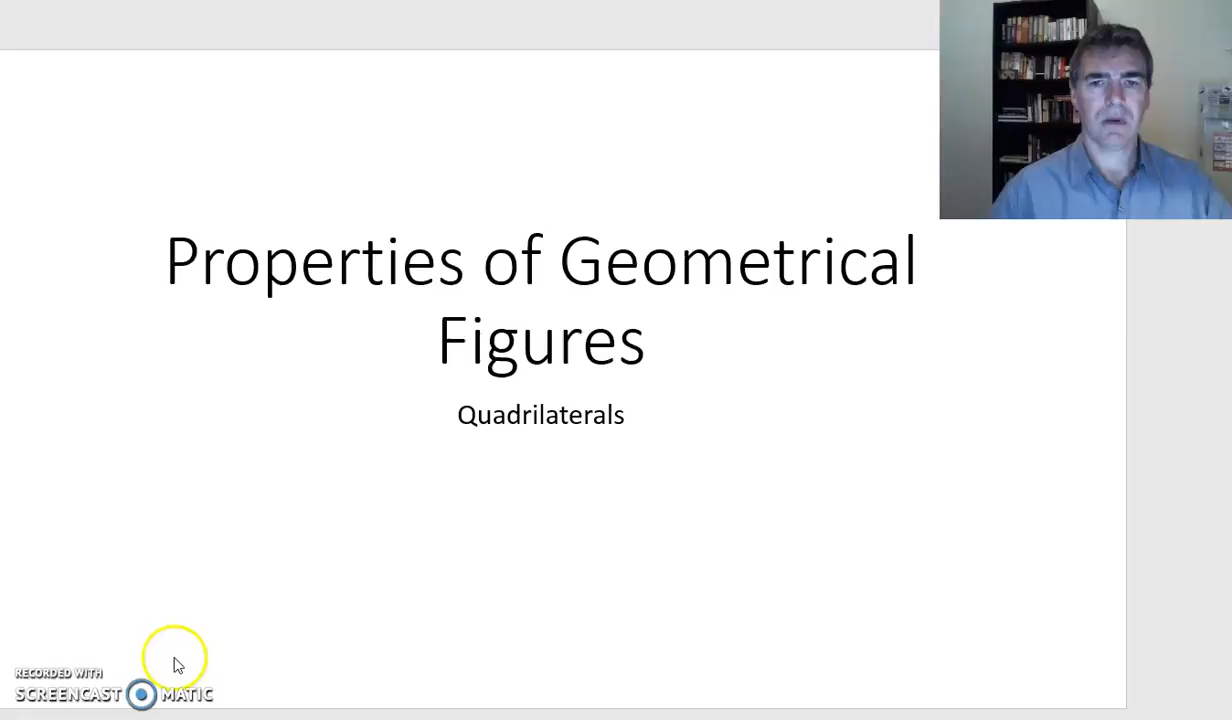 Properties of Geometrical
Figures
Quadrilaterals
RECORDED WITH
SCREENCAST MATIC